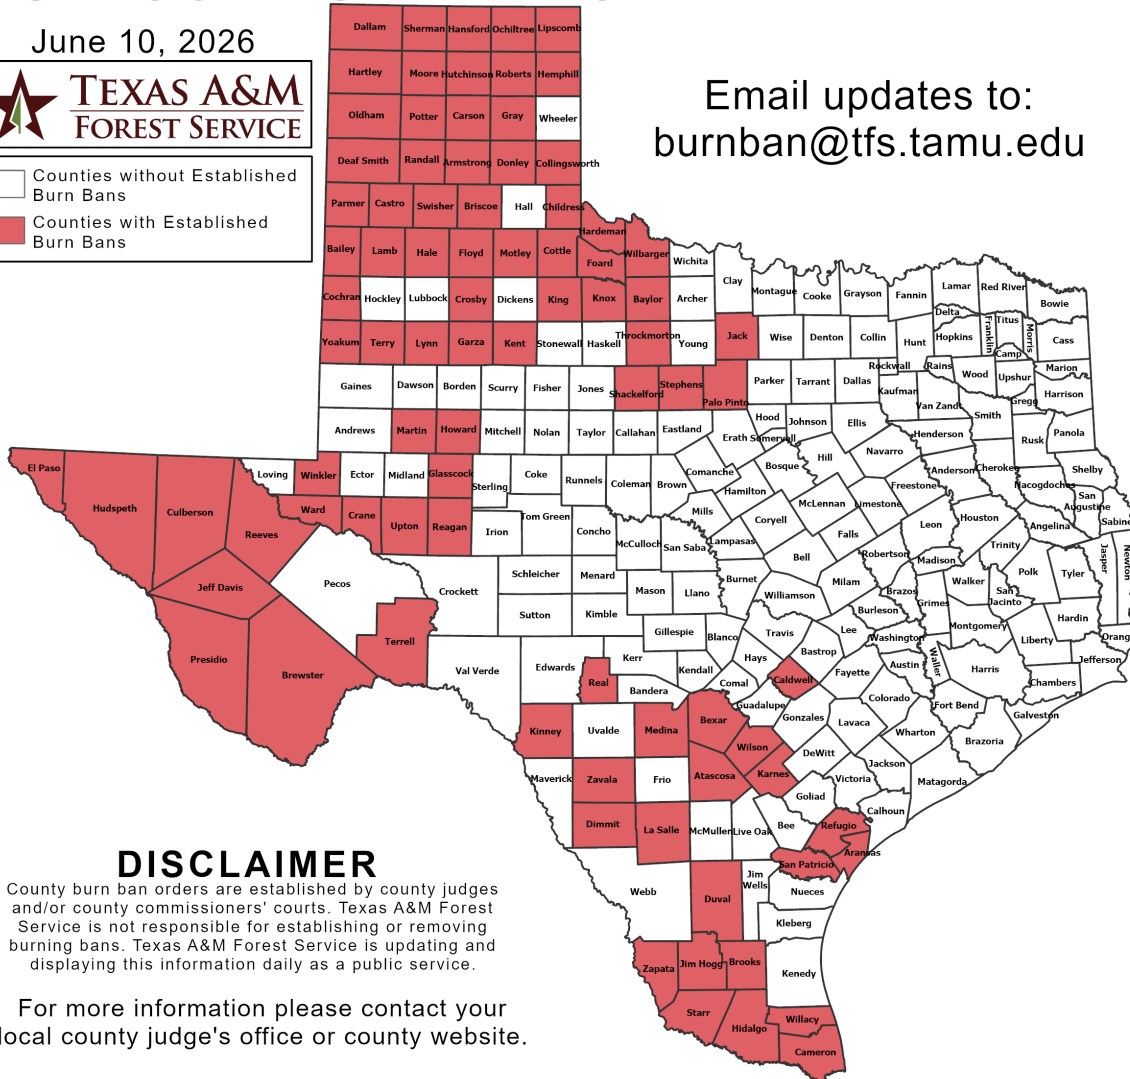 June 10, 2026
TEXAS A&M
FOREST SERVICE
Counties without Established
Burn Bans
Counties with Established
Burn Bans
Email updates to:
burnban@tfs.tamu.edu
Dallam Sherman Hansford Ochiltree Lipscomb
Hartley Moore Hutchinson Roberts Hemphill
Oldham Potter Carson Gray Wheeler
Deaf Smith Randall Armstrong Donley Collingsworth
Parmer Castro Swisher Briscoe Hall Childress
Hardeman
Bailey Lamb Hale Floyd Motley Cottle Foard Wilbarger Wichita
Clay Montague Cooke Grayson Fannin Lamar Red River Bowie
Cochran Hockley Lubbock Crosby Dickens King Knox Baylor Archer
Delta Franklin Titus Morris Cass
Yoakum Terry Lynn Garza Kent Stonewall Haskell Throckmorton Young Jack Wise Denton Collin Hunt Hopkins
Camp
Rockwall Rains Wood Upshur Marion
Gaines Dawson Borden Scurry Fisher Jones Shackelford Stephens Palo Pinto Parker Tarrant Dallas Kaufman Van Zandt Gregg Harrison
Smith
Andrews Martin Howard Mitchell Nolan Taylor Callahan Eastland Erath Hood Somervell Johnson Ellis Henderson Rusk Panola
El Paso Loving Winkler Ector Midland Glasscock Sterling Coke Runnels Coleman Brown Comanche Bosque Hill Navarro Anderson Cherokee Shelby
Hamilton Freestone Nacogdoches San Augustine
Hudspeth Culberson Reeves Ward Crane Upton Reagan Irion Tom Green Concho McCulloch San Saba Mills Lampasas Coryell McLennan Limestone Falls Leon Houston Angelina Sabine
Jeff Davis Pecos Crockett Schleicher Menard Mason Llano Burnet Bell Milam Robertson Madison Trinity Polk Tyler Jasper Newton
Walker San Jacinto
Sutton Kimble Williamson Burleson Brazos Grimes Montgomery Hardin
Presidio Brewster Terrell Val Verde Edwards Kerr Gillespie Blanco Travis Lee Washington Liberty Orange
Real Bandera Kendall Hays Bastrop Fayette Austin Waller Harris Jefferson
Comal Caldwell Chambers
Guadalupe Colorado Fort Bend Galveston
Kinney Uvalde Medina Bexar Gonzales Lavaca Wharton Brazoria
Wilson DeWitt Jackson
Maverick Zavala Frio Atascosa Karnes Victoria Matagorda
Goliad Calhoun
Dimmit La Salle McMullen Live Oak Bee Refugio
Aransas
San Patricio
Webb Duval Jim Wells Nueces
Kleberg
Zapata Jim Hogg Brooks Kenedy
Starr Hidalgo Willacy
Cameron
DISCLAIMER
County burn ban orders are established by county judges
and/or county commissioners' courts. Texas A&M Forest
Service is not responsible for establishing or removing
burning bans. Texas A&M Forest Service is updating and
displaying this information daily as a public service.
For more information please contact your
local county judge's office or county website.